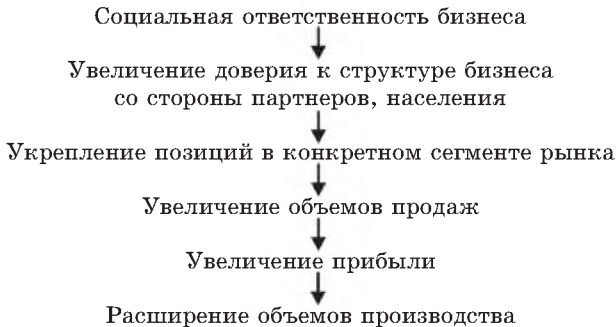 Социальная ответственность бизнеса
Увеличение доверия к структуре бизнеса
со стороны партнеров, населения
Укрепление позиций в конкретном сегменте рынка
Увеличение объемов продаж
Увеличение прибыли
Расширение объемов производства